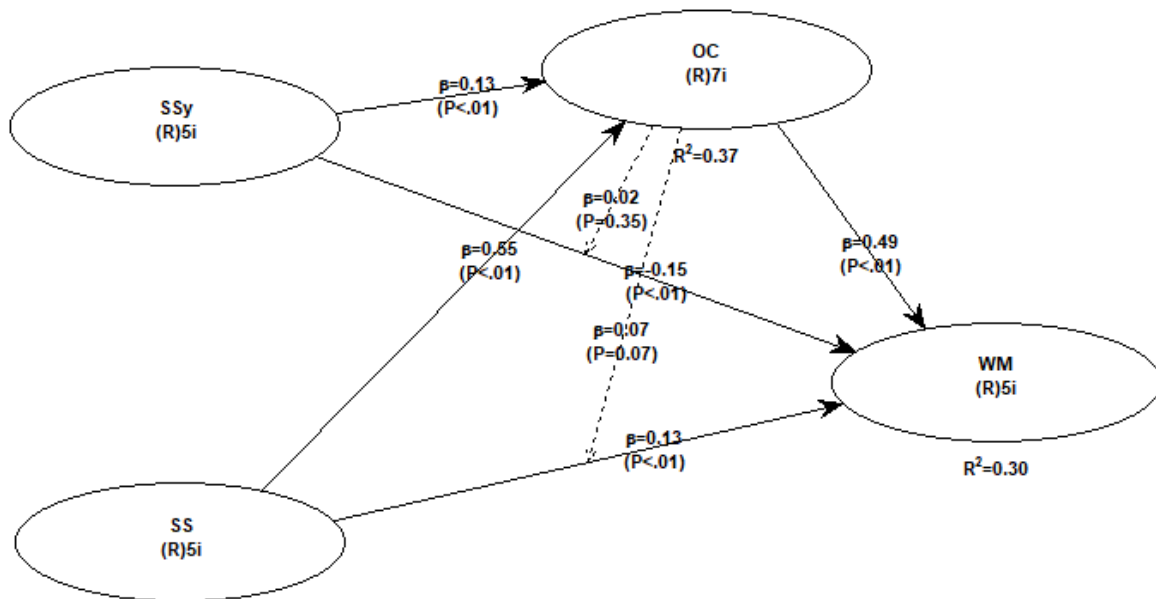 OC
(R)7i
SSy
(R)5i
β=0.13
(P<.01)
R²=0.37
β=0.02
(P=0.35)
β=0.55
(P<.01)
β=0.49
(P<.01)
β=-0.15
(P<.01)
β=0.07
(P=0.07)
WM
(R)5i
β=0.13
(P<.01)
R²=0.30
SS
(R)5i